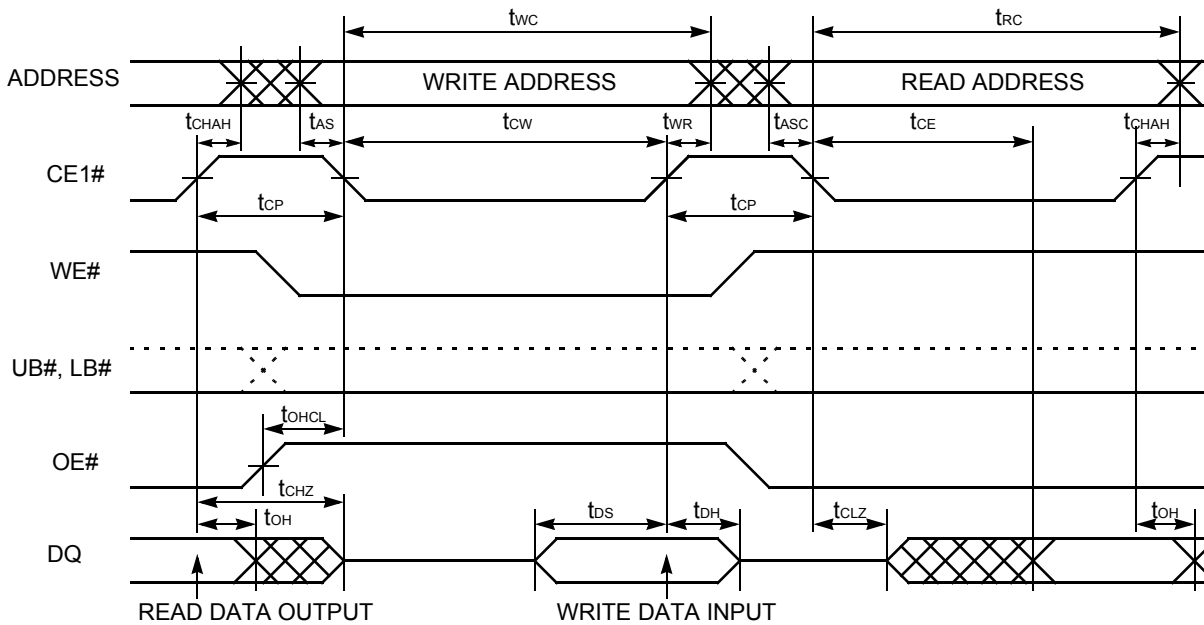 tWC tRC
ADDRESS WRITE ADDRESS READ ADDRESS
tCHAH tAS tCW tWR tASC tCE tCHAH
CE1#
tCP tCP
WE#
UB#, LB#
tOHCL
OE#
tCHZ
tOH tDS tDH tCLZ tOH
DQ
READ DATA OUTPUT WRITE DATA INPUT